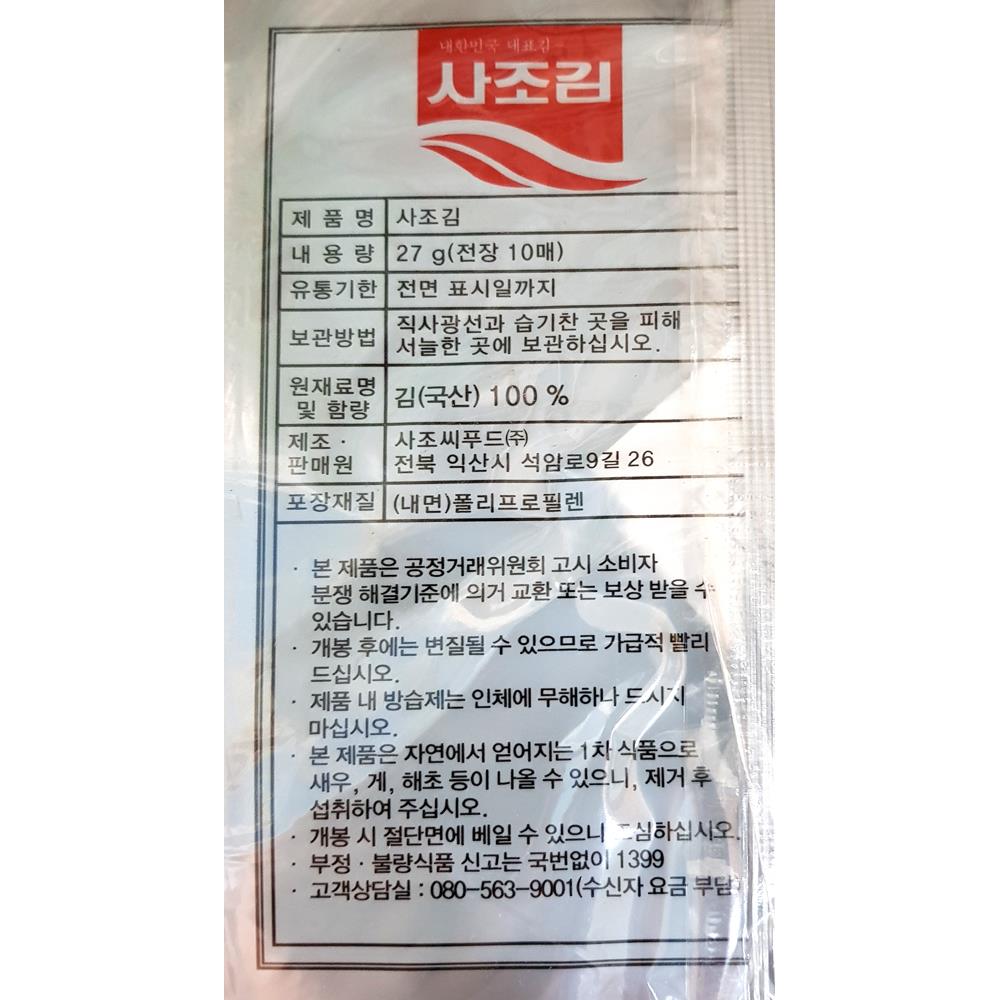 대한민국 대표김
사조김
제 품 명 사조김
내 용 량 27 g(전장 10매)
유통기한 전면 표시일까지
보관방법 직사광선과 습기찬 곳을 피해
서늘한 곳에 보관하십시오.
원재료명
및 함량 김(국산) 100 %
제조 ·
판매원 사조씨푸드㈜
전북 익산시 석암로9길 26
포장재질 (내면)폴리프로필렌
· 본 제품은 공정거래위원회 고시 소비자
분쟁 해결기준에 의거 교환 또는 보상 받을 수
있습니다.
· 개봉 후에는 변질될 수 있으므로 가급적 빨리
드십시오.
· 제품 내 방습제는 인체에 무해하나 드시지
마십시오.
· 본 제품은 자연에서 얻어지는 1차 식품으로
새우, 게, 해초 등이 나올 수 있으니, 제거 후
섭취하여 주십시오.
· 개봉 시 절단면에 베일 수 있으니
· 부정 · 불량식품 신고는 국번없이 1399
· 고객상담실 : 080-563-9001(수신자 요금 부담)